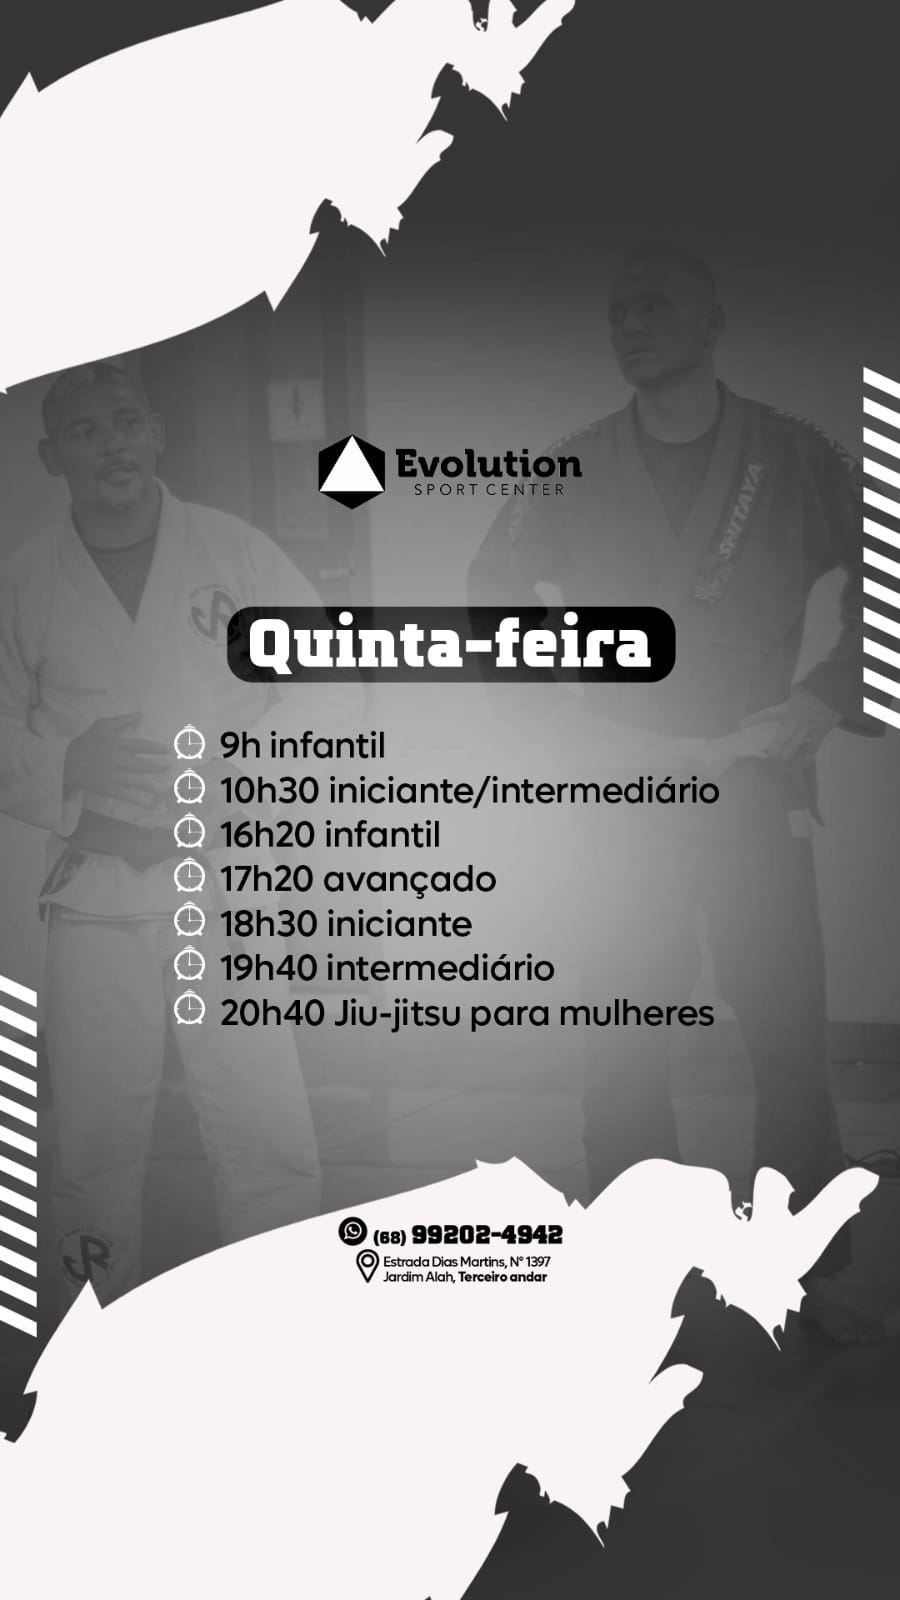 Evolution
SPORT CENTER
SHITAYA
Quinta-feira
9h infantil
10h30 iniciante/intermediário
16h20 infantil
17h20 avançado
18h30 iniciante
19h40 intermediário
20h40 Jiu-jitsu para mulheres
(68) 99202-4942
Estrada Dias Martins, N° 1397
Jardim Alah, Terceiro andar